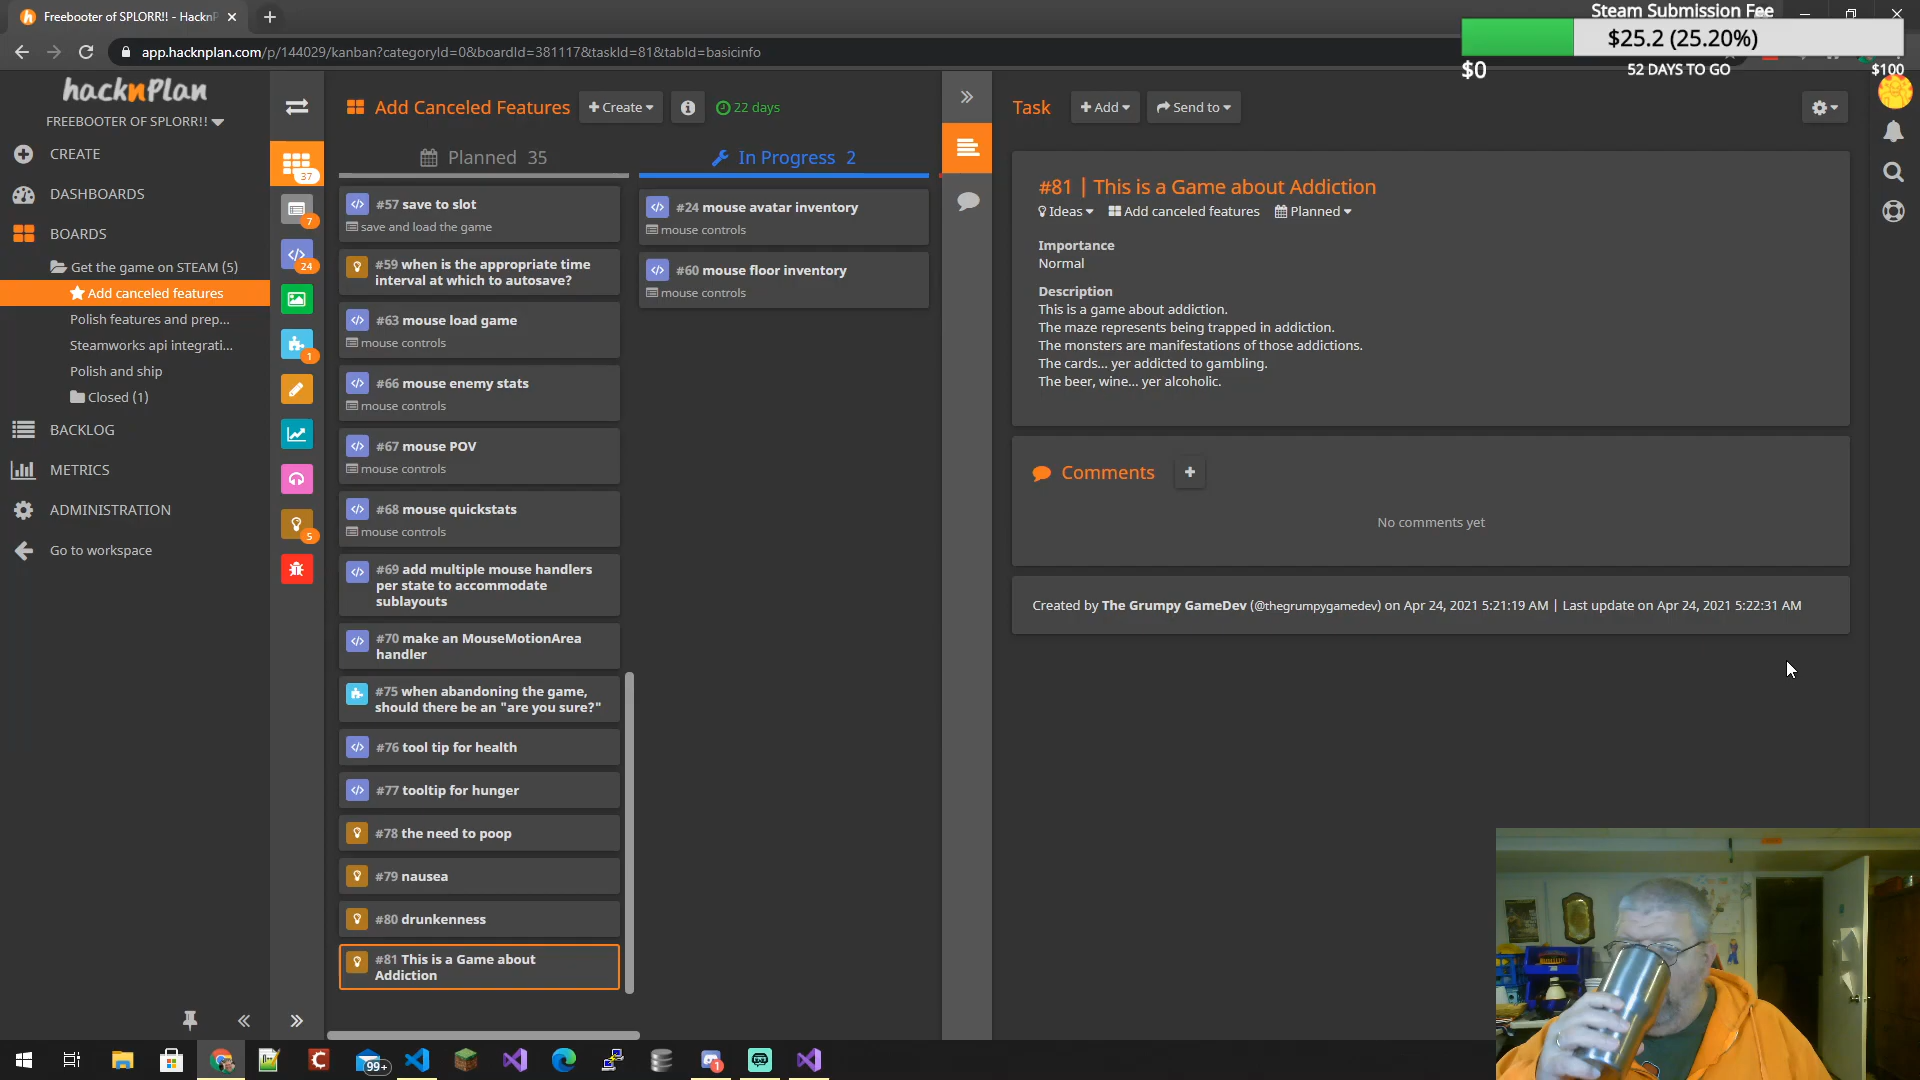 Freebooter of SPLORR!! - HacknP
Steam Submission Fee
$25.2 (25.20%)
$0
52 DAYS TO GO
$100
app.hacknplan.com/p/144029/kanban?categoryId=0&boardId=381117&taskId=81&tabId=basicinfo
hacknPlan
FREEBOOTER OF SPLORR!!
CREATE
DASHBOARDS
BOARDS
Get the game on STEAM (5)
Add canceled features
Polish features and prep...
Steamworks api integrati...
Polish and ship
Closed (1)
BACKLOG
METRICS
ADMINISTRATION
Go to workspace
37
7
24
1
5
Add Canceled Features
+ Create
22 days
Planned 35
In Progress 2
#57 save to slot
save and load the game
#59 when is the appropriate time
interval at which to autosave?
#63 mouse load game
mouse controls
#66 mouse enemy stats
mouse controls
#67 mouse POV
mouse controls
#68 mouse quickstats
mouse controls
#69 add multiple mouse handlers
per state to accommodate
sublayouts
#70 make an MouseMotionArea
handler
#75 when abandoning the game,
should there be an "are you sure?"
#76 tool tip for health
#77 tooltip for hunger
#78 the need to poop
#79 nausea
#80 drunkenness
#81 This is a Game about
Addiction
#24 mouse avatar inventory
mouse controls
#60 mouse floor inventory
mouse controls
Task
+ Add
Send to
#81 | This is a Game about Addiction
Ideas
Add canceled features
Planned
Importance
Normal
Description
This is a game about addiction.
The maze represents being trapped in addiction.
The monsters are manifestations of those addictions.
The cards... yer addicted to gambling.
The beer, wine... yer alcoholic.
Comments
No comments yet
Created by The Grumpy GameDev (@thegrumpygamedev) on Apr 24, 2021 5:21:19 AM | Last update on Apr 24, 2021 5:22:31 AM
99+
1